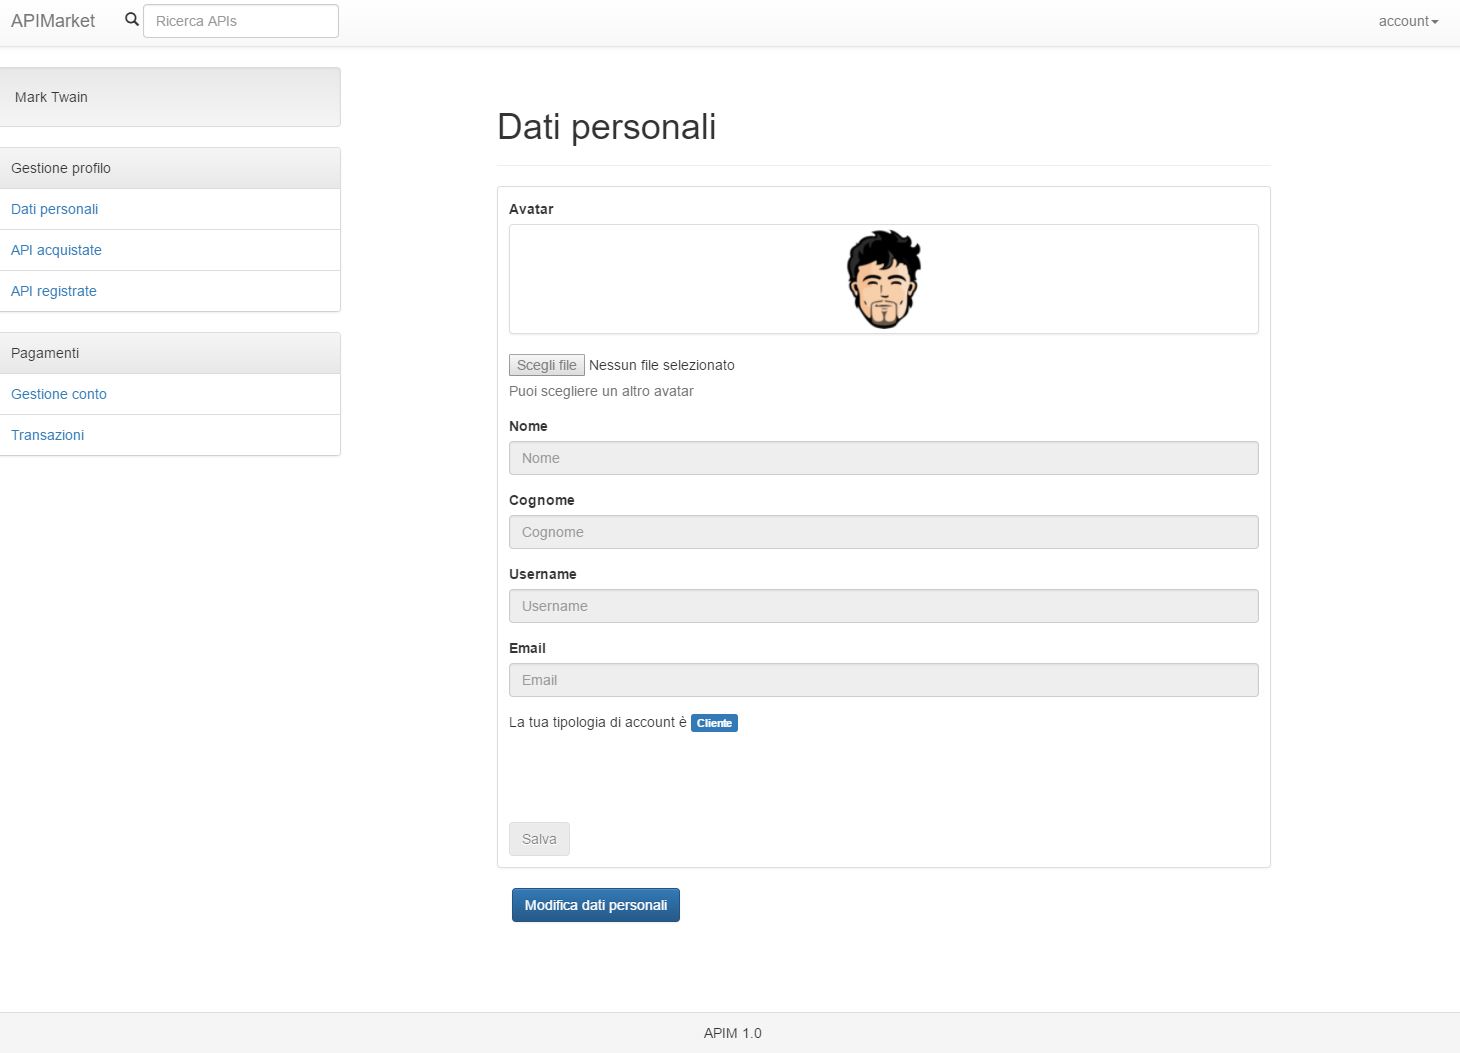 APIMarket
Ricerca APIs
account
Mark Twain
Gestione profilo
Dati personali
API acquistate
API registrate
Pagamenti
Gestione conto
Transazioni
Dati personali
Avatar
Scegli file Nessun file selezionato
Puoi scegliere un altro avatar
Nome
Nome
Cognome
Cognome
Username
Username
Email
Email
La tua tipologia di account è Cliente
Salva
Modifica dati personali
APIM 1.0